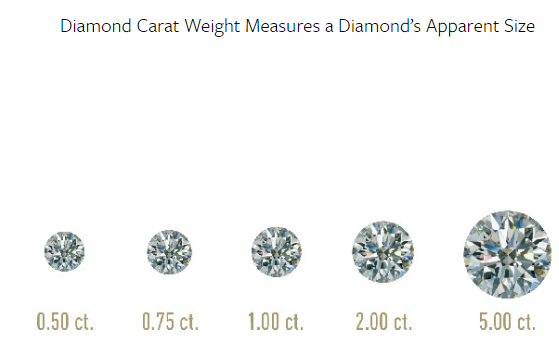 Diamond Carat Weight Measures a Diamond’s Apparent Size
0.50 ct.
0.75 ct.
1.00 ct.
2.00 ct.
5.00 ct.